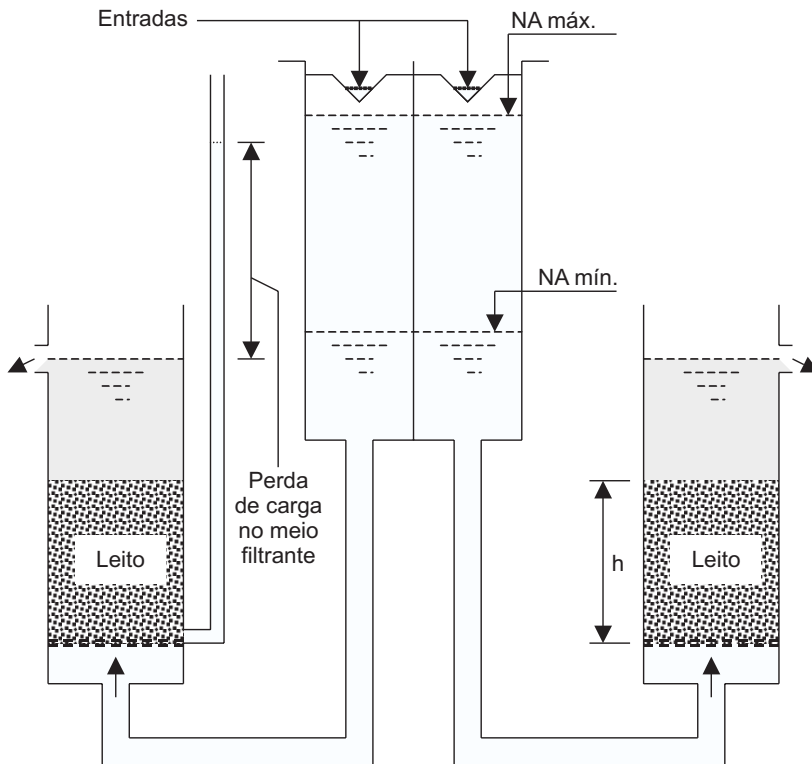 Entradas
NA máx.
NA mín.
Perda
de carga
no meio
filtrante
Leito
h
Leito